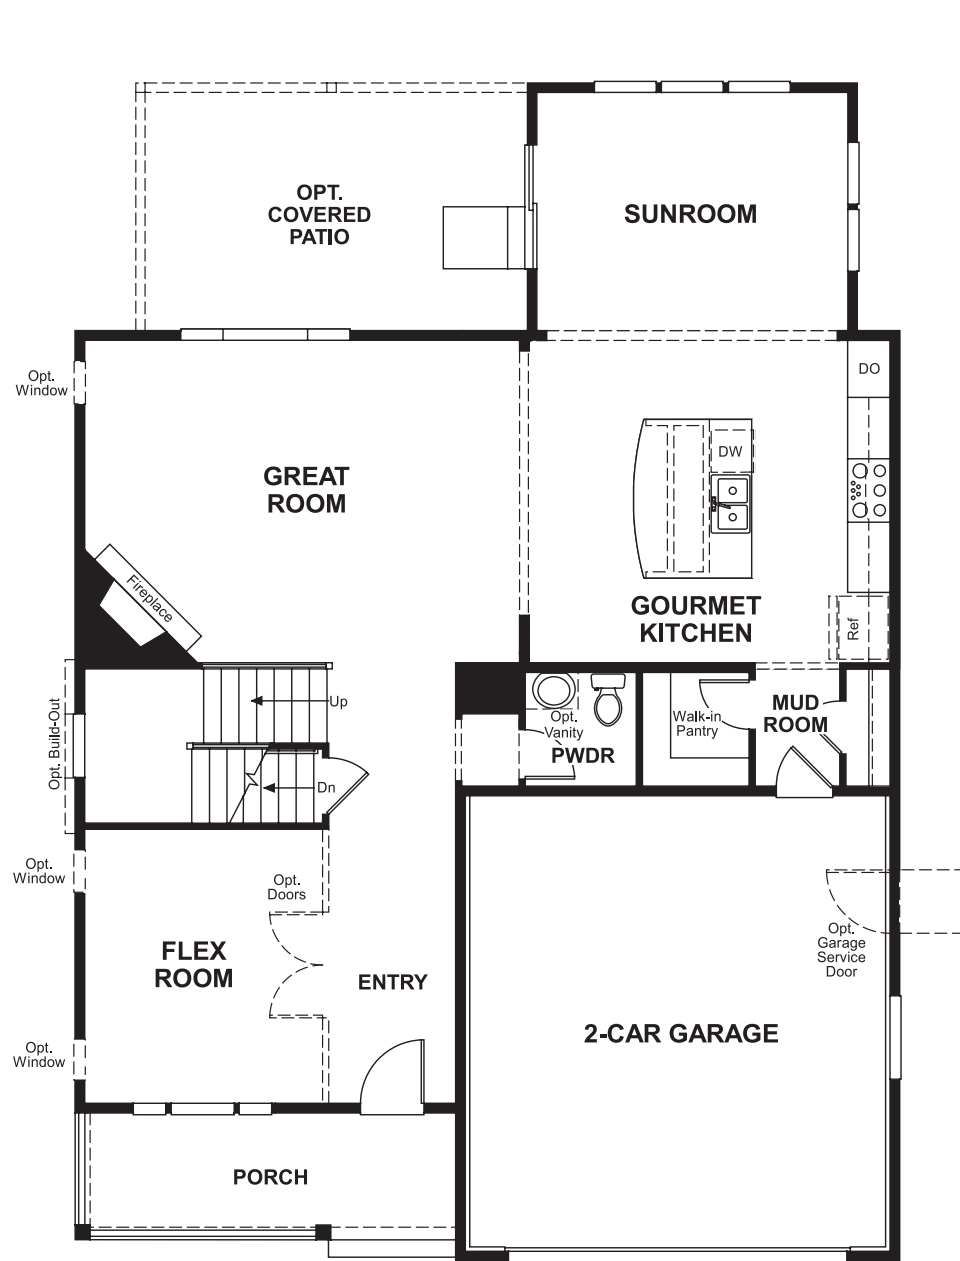 OPT.
COVERED
PATIO
SUNROOM
Opt.
Window
DO
GREAT
ROOM
DW
Fireplace
GOURMET
KITCHEN
Ref
Opt. Build-Out
Up
Dn
Opt.
Vanity
PWDR
Walk-in
Pantry
MUD
ROOM
Opt.
Window
Opt.
Doors
FLEX
ROOM
ENTRY
Opt.
Garage
Service
Door
2-CAR GARAGE
Opt.
Window
PORCH